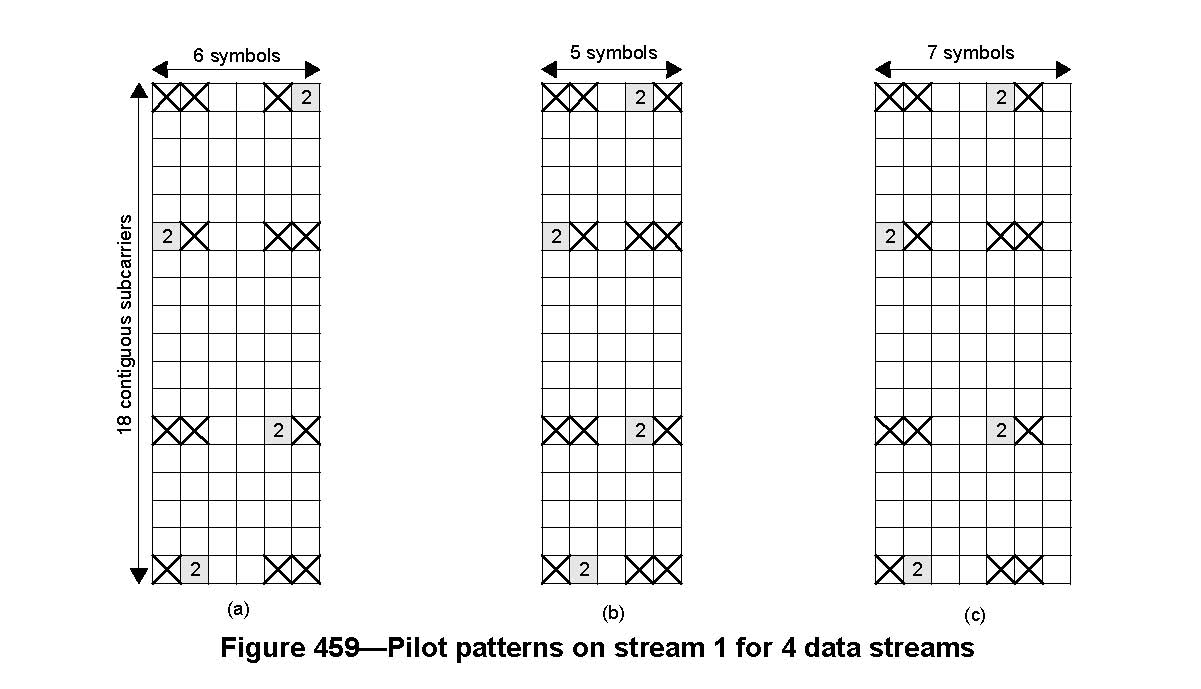 6 symbols
5 symbols
7 symbols
2
2
2
2
2
2
2
2
2
2
2
2
18 contiguous subcarriers
(a)
(b)
(c)
Figure 459—Pilot patterns on stream 1 for 4 data streams